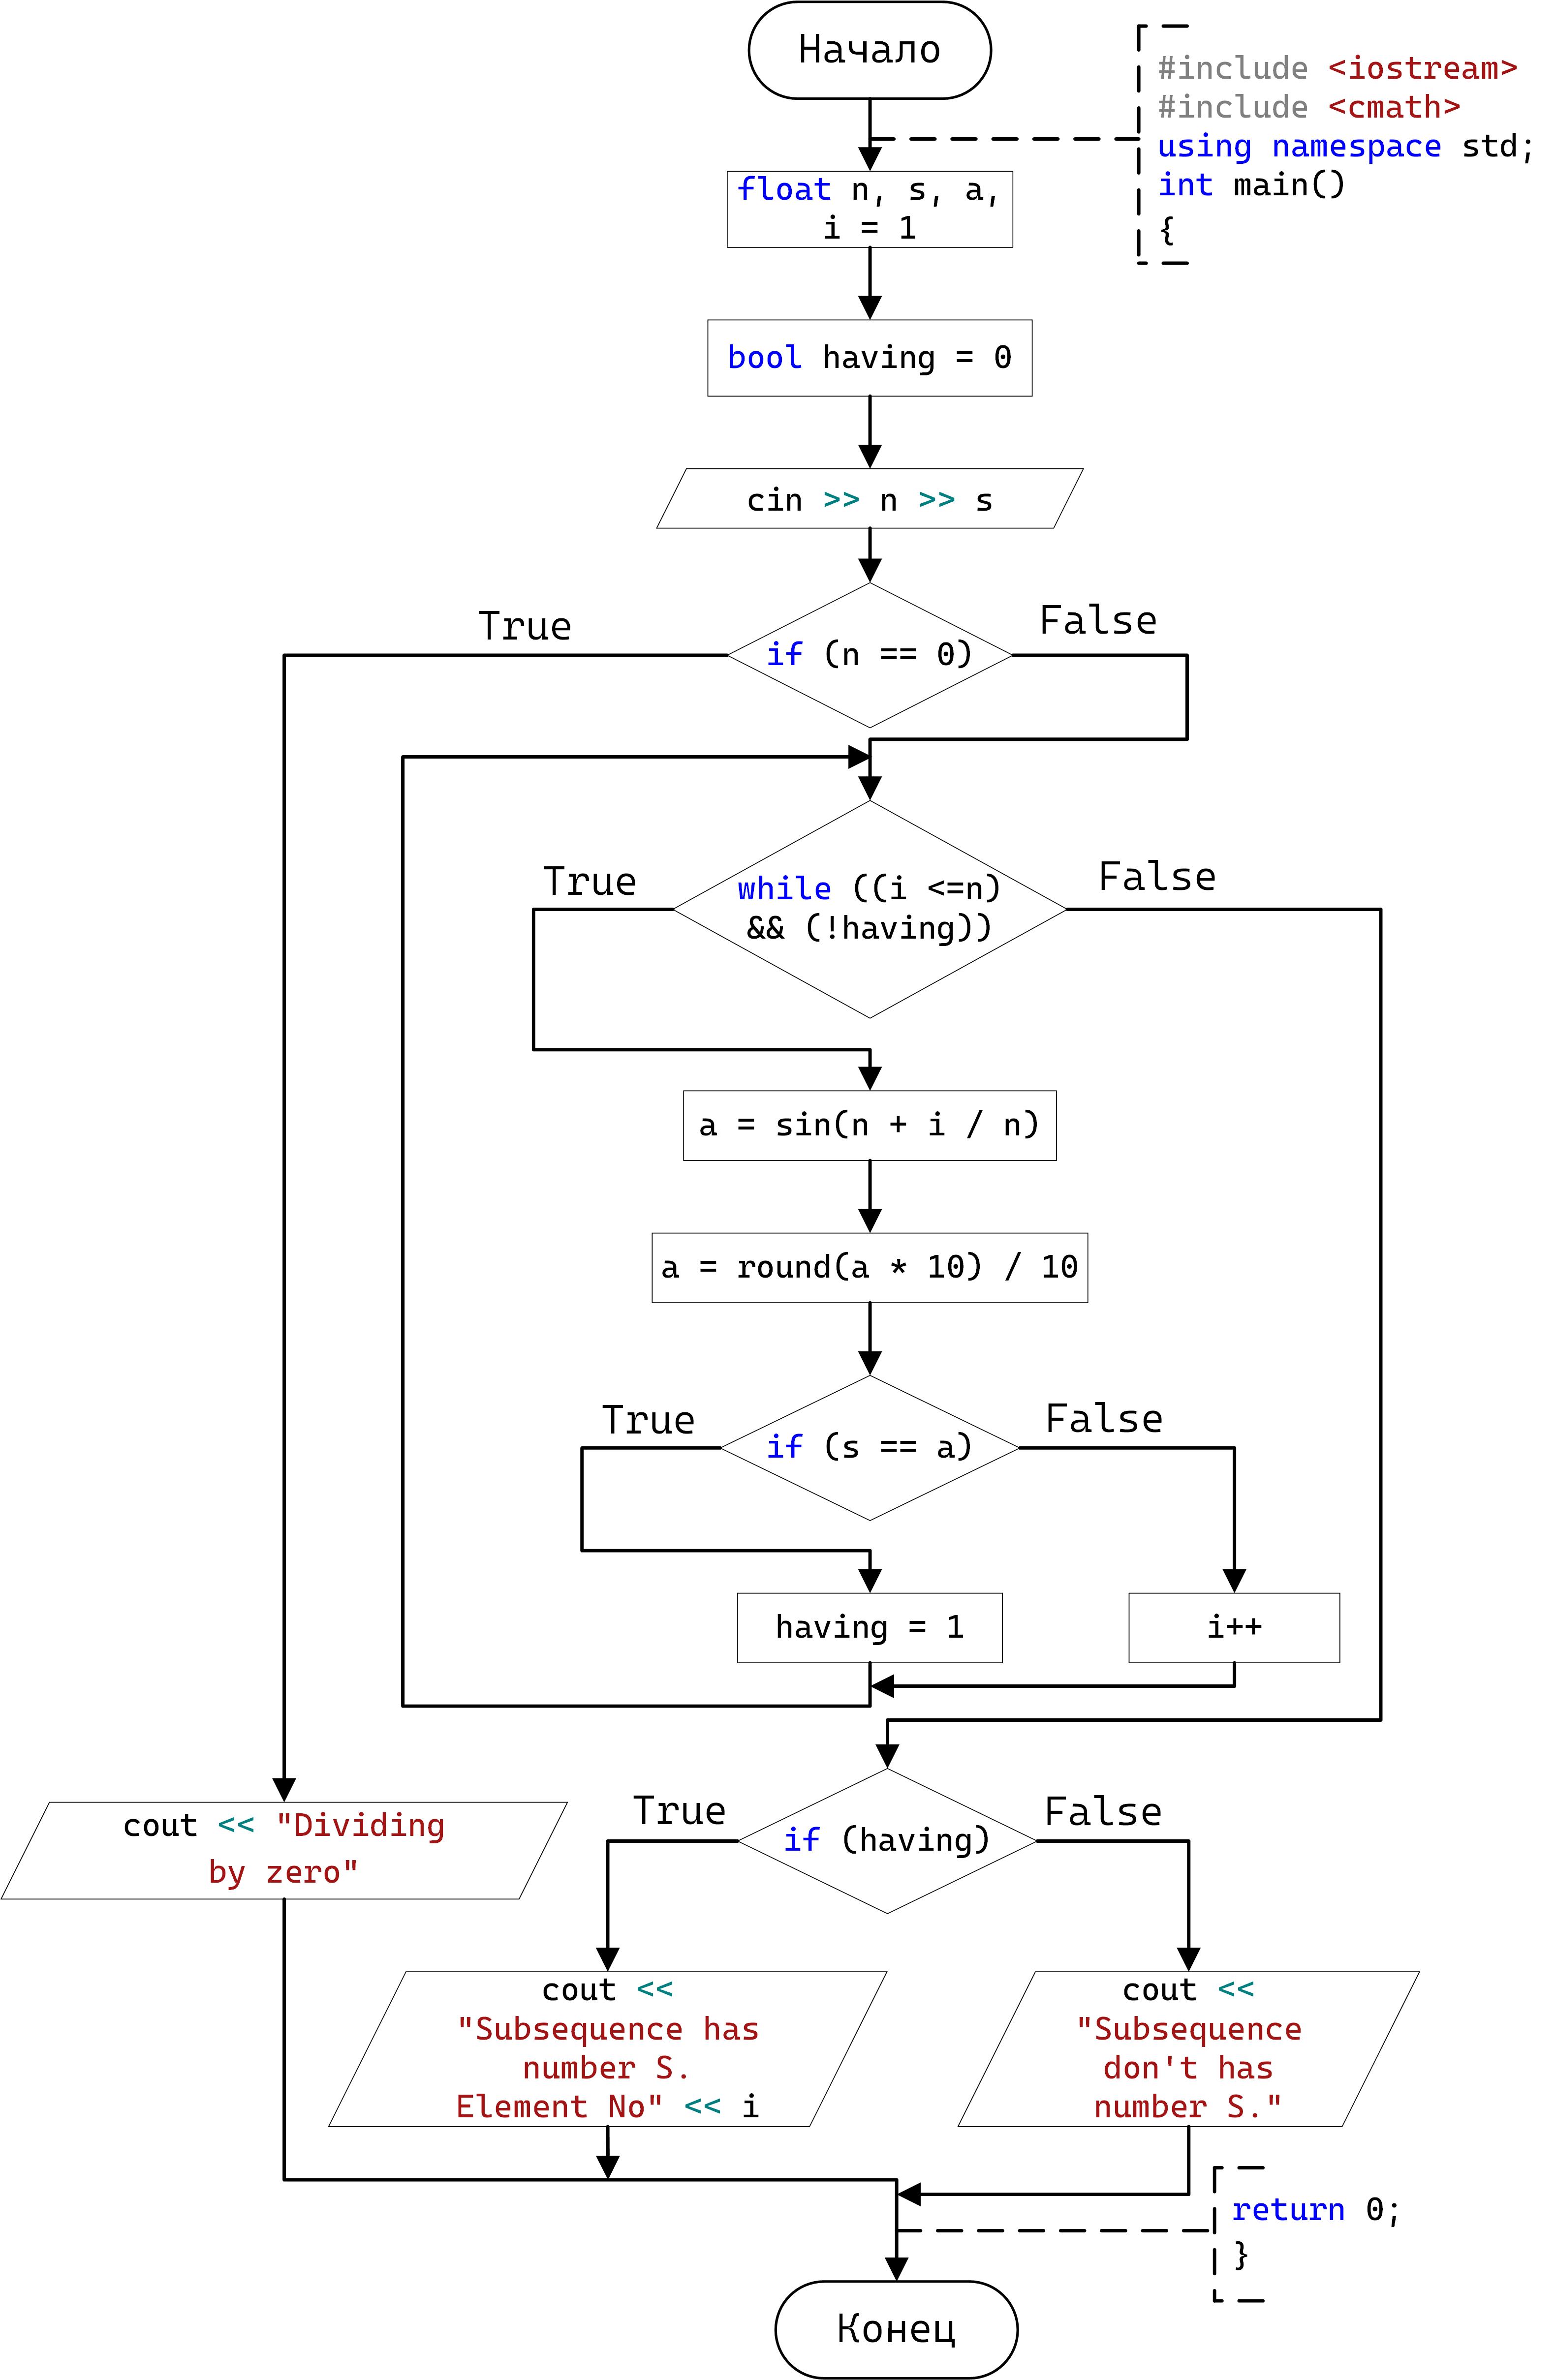 Начало
#include <iostream>
#include <cmath>
using namespace std;
int main()
{
float n, s, a,
i = 1
bool having = 0
cin >> n >> s
True
False
if (n == 0)
True
False
while ((i <=n)
&& (!having))
a = sin(n + i / n)
a = round(a * 10) / 10
True
False
if (s == a)
having = 1
i++
True
False
if (having)
cout << "Dividing
by zero"
cout <<
"Subsequence has
number S.
Element No" << i
cout <<
"Subsequence
don't has
number S."
return 0;
}
Конец